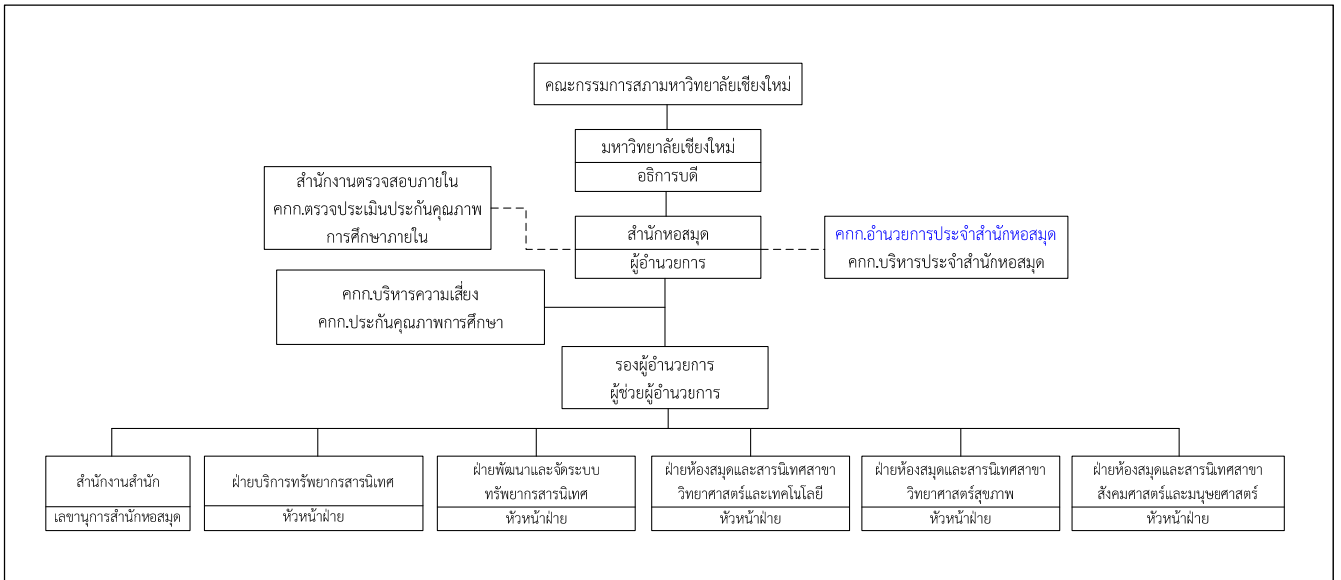 คณะกรรมการสภามหาวิทยาลัยเชียงใหม่
มหาวิทยาลัยเชียงใหม่
อธิการบดี
สำนักงานตรวจสอบภายใน
คกก.ตรวจประเมินประกันคุณภาพ
การศึกษาภายใน
สำนักหอสมุด
ผู้อำนวยการ
คกก.อำนวยการประจำสำนักหอสมุด
คกก.บริหารประจำสำนักหอสมุด
คกก.บริหารความเสี่ยง
คกก.ประกันคุณภาพการศึกษา
รองผู้อำนวยการ
ผู้ช่วยผู้อำนวยการ
สำนักงานสำนัก
เลขานุการสำนักหอสมุด
ฝ่ายบริการทรัพยากรสารนิเทศ
หัวหน้าฝ่าย
ฝ่ายพัฒนาและจัดระบบ
ทรัพยากรสารนิเทศ
หัวหน้าฝ่าย
ฝ่ายห้องสมุดและสารนิเทศสาขา
วิทยาศาสตร์และเทคโนโลยี
หัวหน้าฝ่าย
ฝ่ายห้องสมุดและสารนิเทศสาขา
วิทยาศาสตร์สุขภาพ
หัวหน้าฝ่าย
ฝ่ายห้องสมุดและสารนิเทศสาขา
สังคมศาสตร์และมนุษยศาสตร์
หัวหน้าฝ่าย